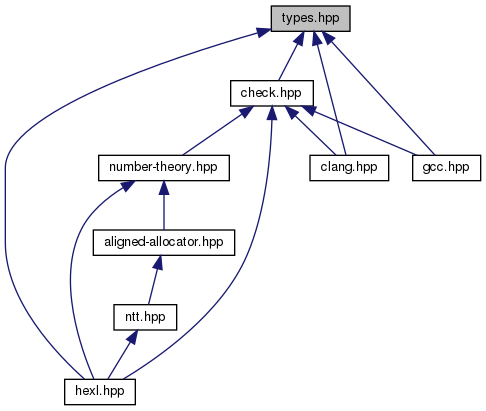 types.hpp
check.hpp
number-theory.hpp
clang.hpp
gcc.hpp
aligned-allocator.hpp
ntt.hpp
hexl.hpp